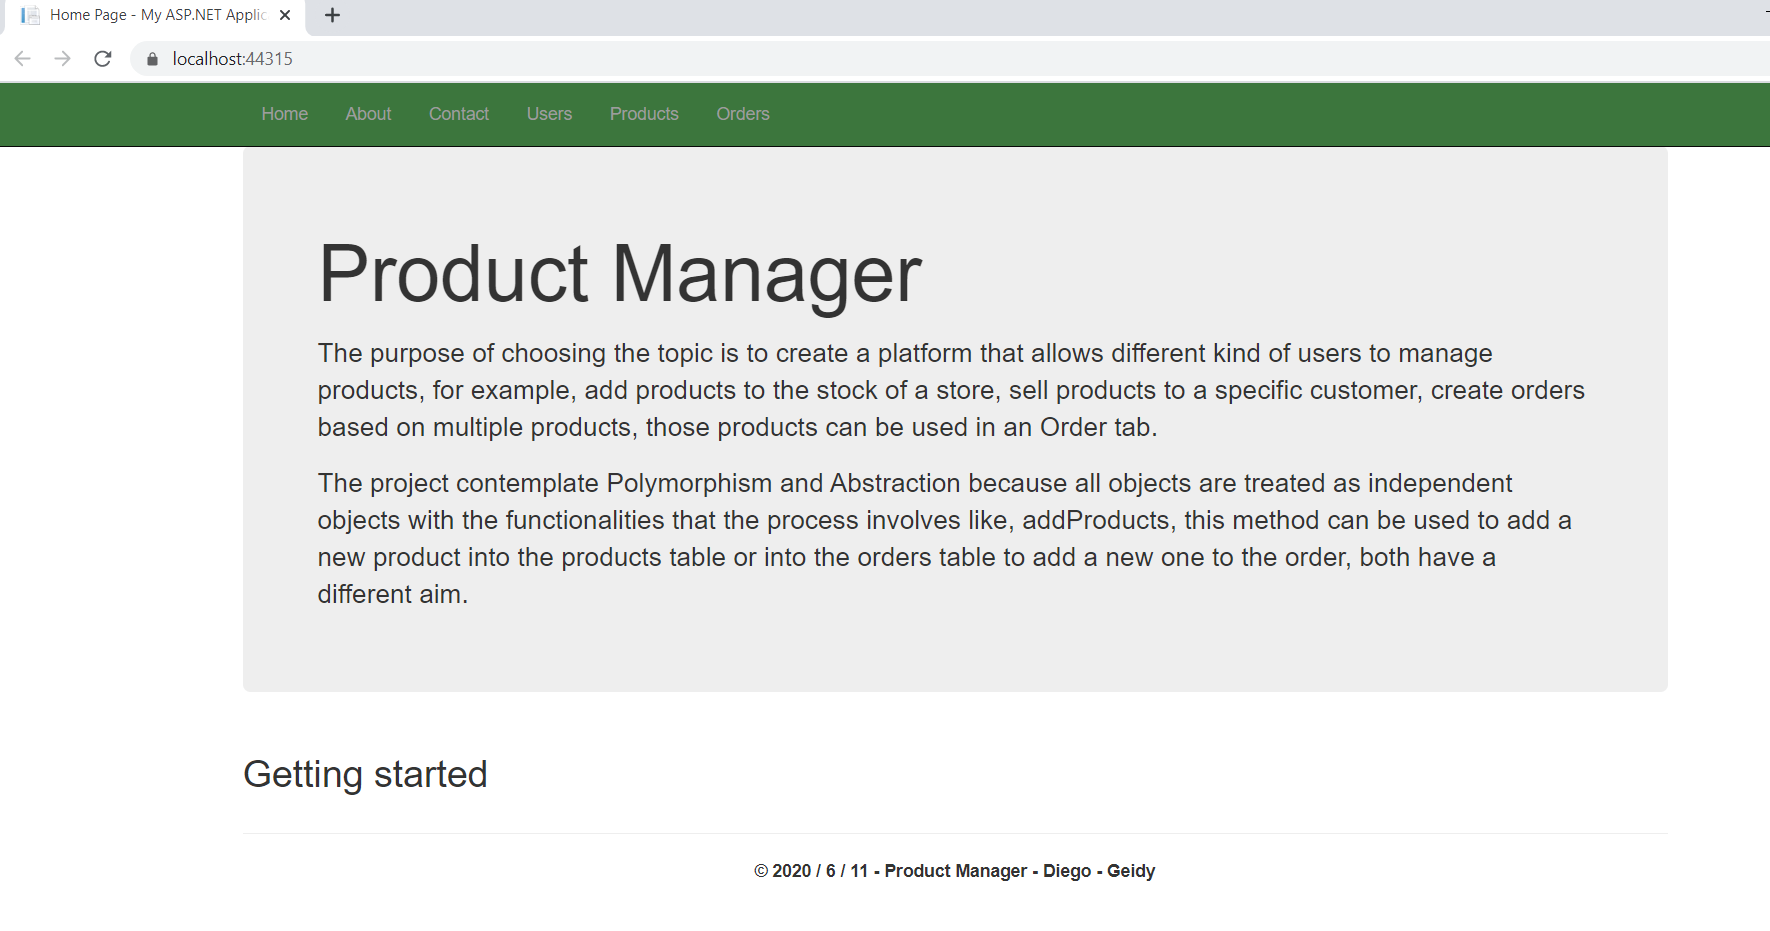 Home Page - My ASP.NET Applic
localhost:44315
Home About Contact Users Products Orders
Product Manager
The purpose of choosing the topic is to create a platform that allows different kind of users to manage
products, for example, add products to the stock of a store, sell products to a specific customer, create orders
based on multiple products, those products can be used in an Order tab.
The project contemplate Polymorphism and Abstraction because all objects are treated as independent
objects with the functionalities that the process involves like, addProducts, this method can be used to add a
new product into the products table or into the orders table to add a new one to the order, both have a
different aim.
Getting started
© 2020 / 6 / 11 - Product Manager - Diego - Geidy